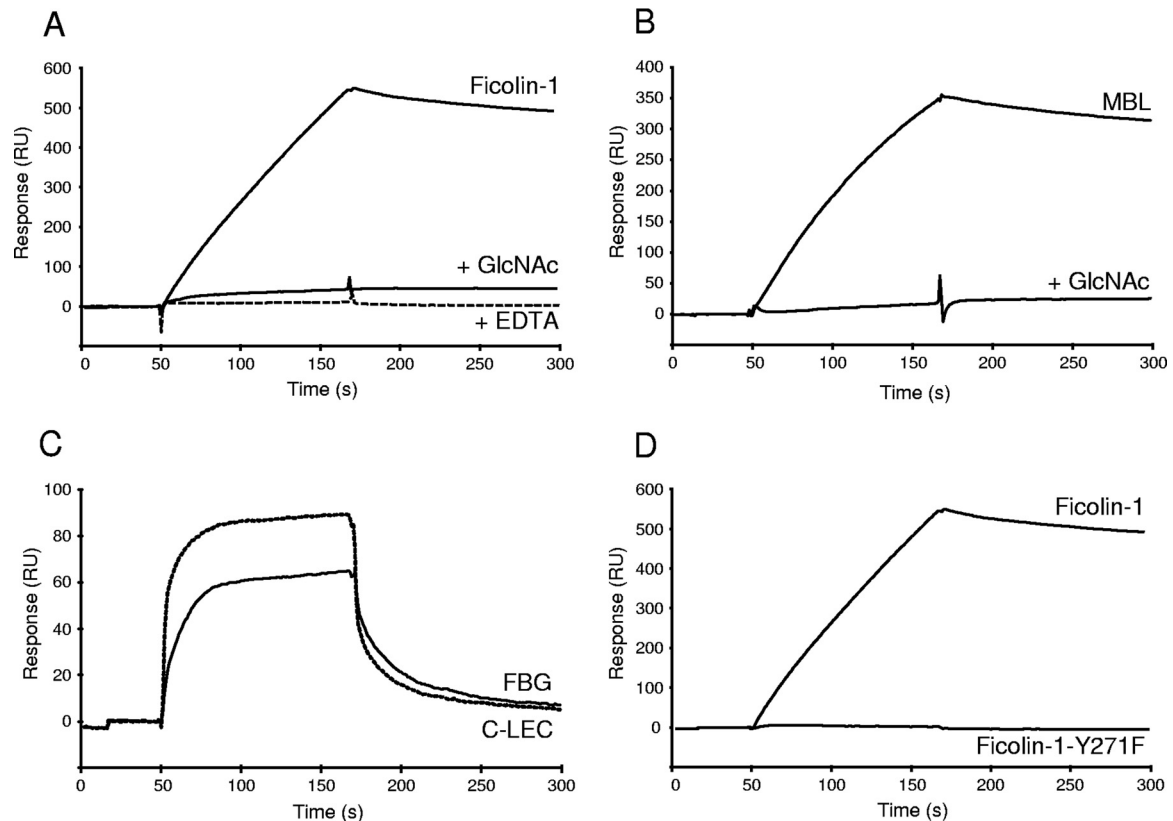 A
600
500
400
300
200
100
0
Response (RU)
Ficolin-1
+ GlcNAc
+ EDTA
0 50 100 150 200 250 300
Time (s)
B
400
350
300
250
200
150
100
50
0
Response (RU)
MBL
+ GlcNAc
0 50 100 150 200 250 300
Time (s)
C
100
80
60
40
20
0
-20
Response (RU)
FBG
C-LEC
0 50 100 150 200 250 300
Time (s)
D
600
500
400
300
200
100
0
Response (RU)
Ficolin-1
Ficolin-1-Y271F
0 50 100 150 200 250 300
Time (s)